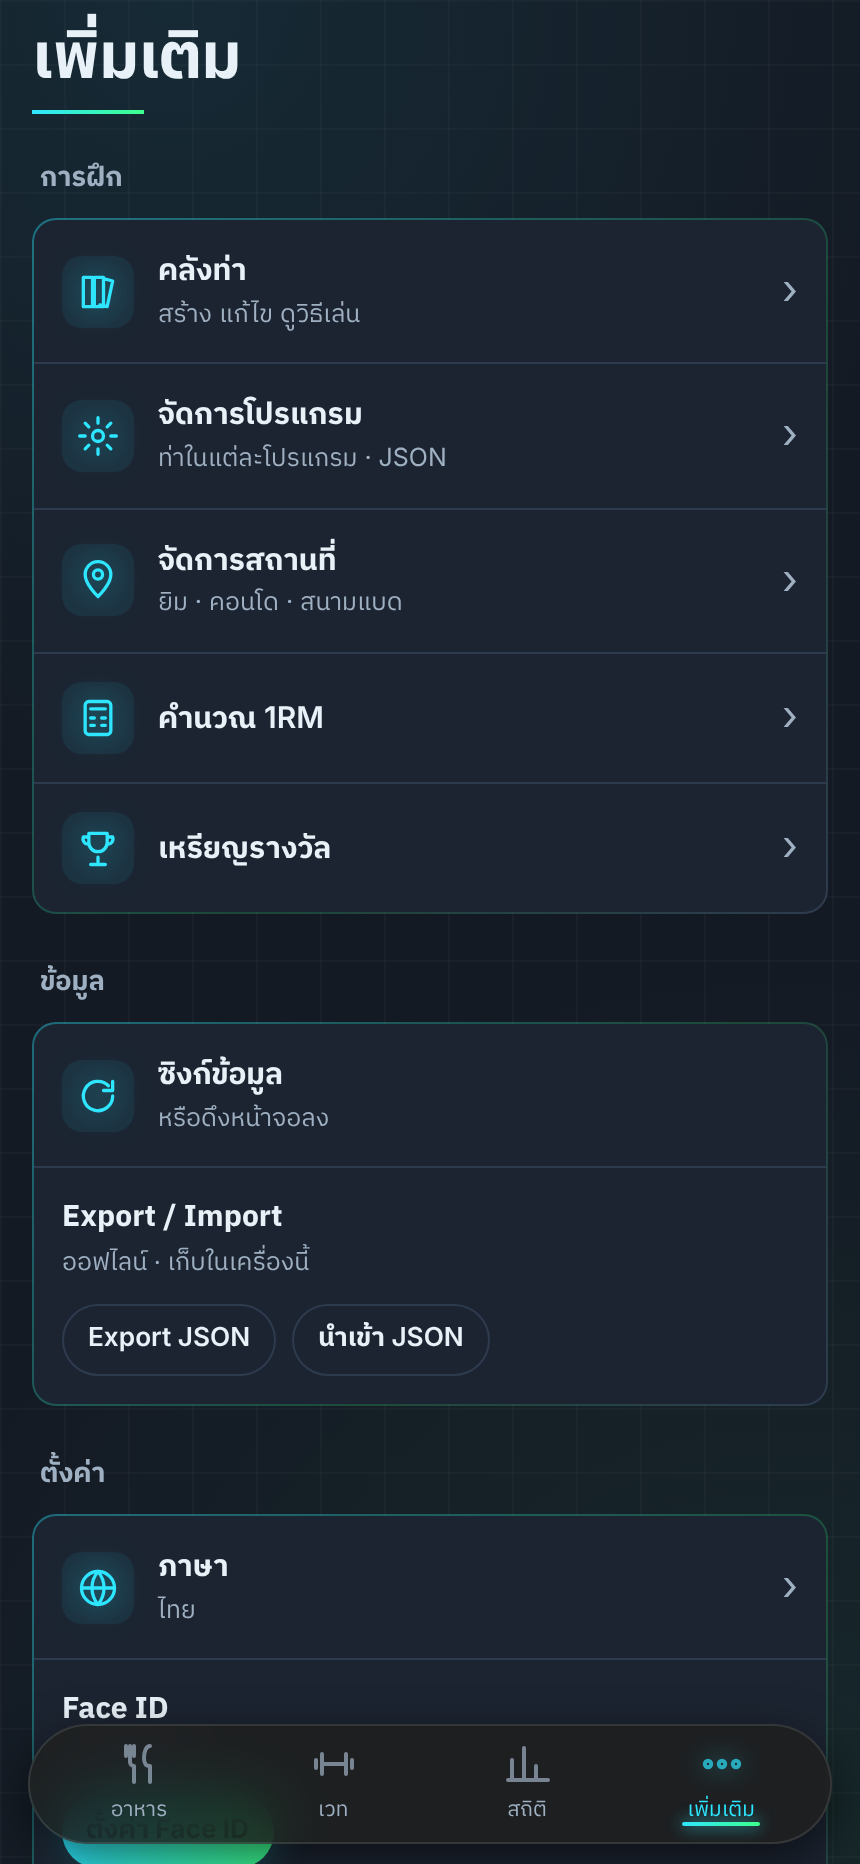 เพิ่มเติม
การฝึก
คลังท่า
สร้าง แก้ไข ดูวิธีเล่น
จัดการโปรแกรม
ท่าในแต่ละโปรแกรม · JSON
จัดการสถานที่
ยิม · คอนโด · สนามแบด
คำนวณ 1RM
เหรียญรางวัล
ข้อมูล
ซิงก์ข้อมูล
หรือดึงหน้าจอลง
Export / Import
ออฟไลน์ · เก็บในเครื่องนี้
Export JSON
นำเข้า JSON
ตั้งค่า
ภาษา
ไทย
Face ID
ตั้งค่า Face ID
อาหาร
เวท
สถิติ
เพิ่มเติม